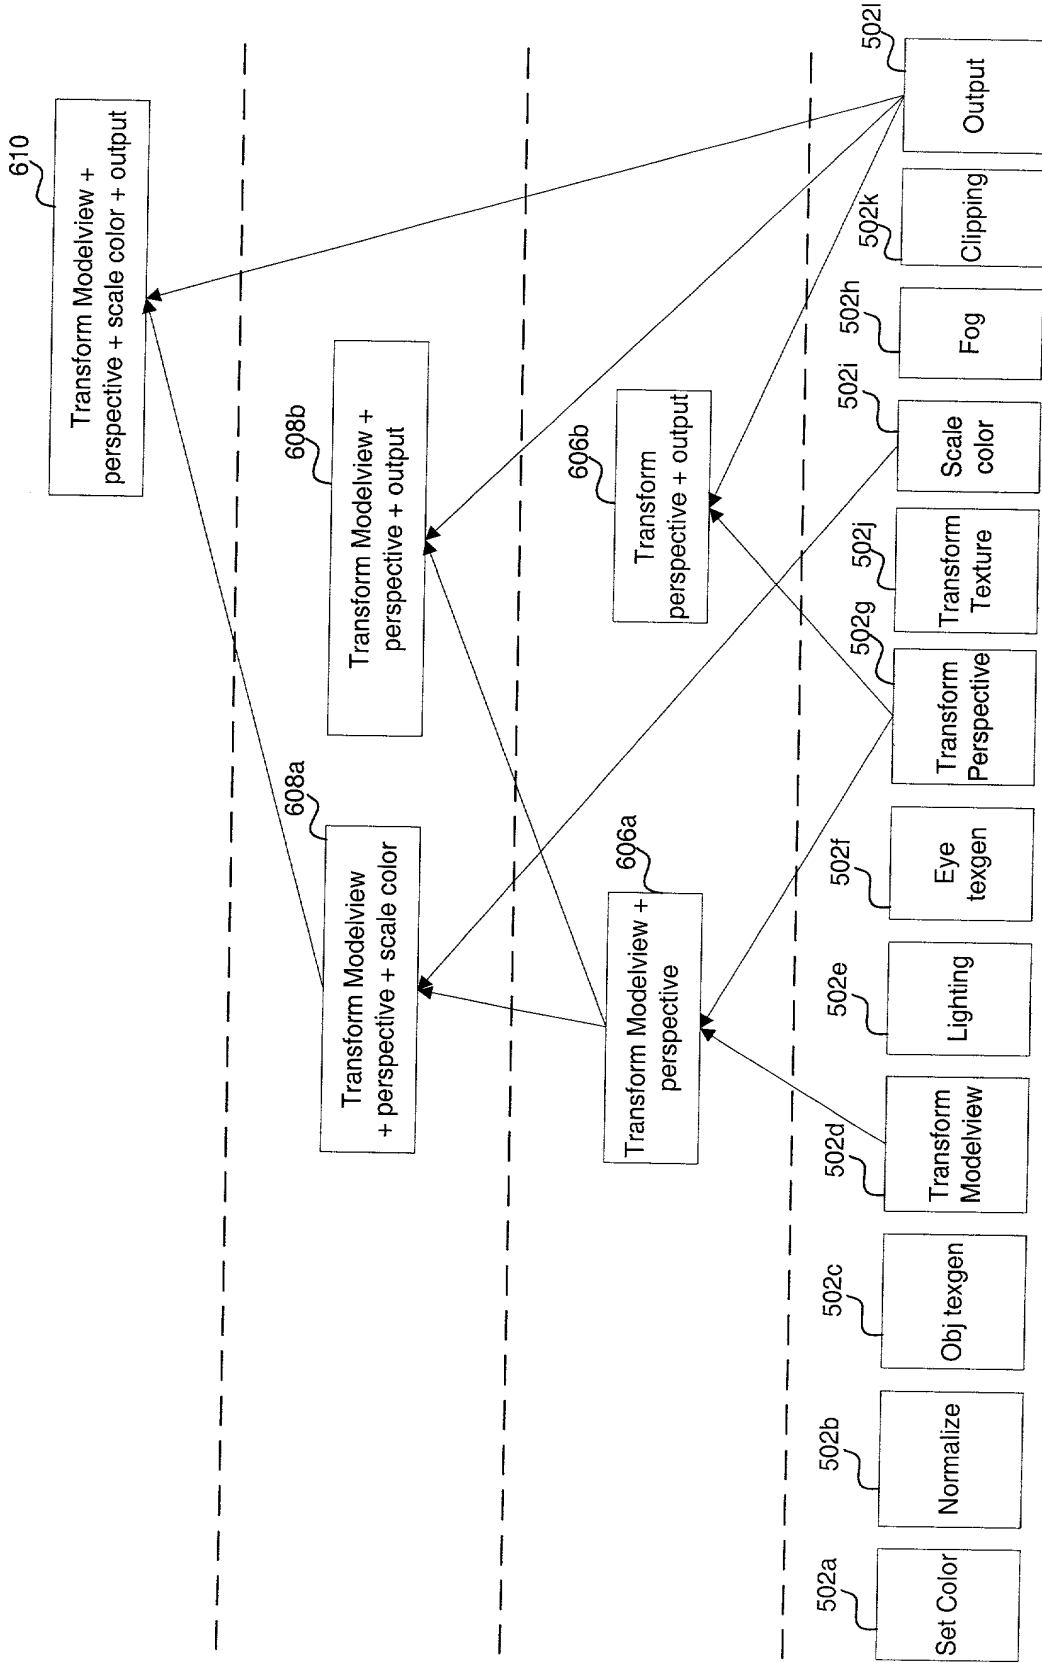 610
Transform Modelview +
perspective + scale color + output
608a
Transform Modelview
+ perspective + scale color
608b
Transform Modelview +
perspective + output
606a
Transform Modelview +
perspective
606b
Transform
perspective + output
502a
Set Color
502b
Normalize
502c
Obj texgen
502d
Transform
Modelview
502e
Lighting
502f
Eye
texgen
502g
Transform
Perspective
502j
Transform
Texture
502i
Scale
color
502h
Fog
502k
Clipping
502l
Output